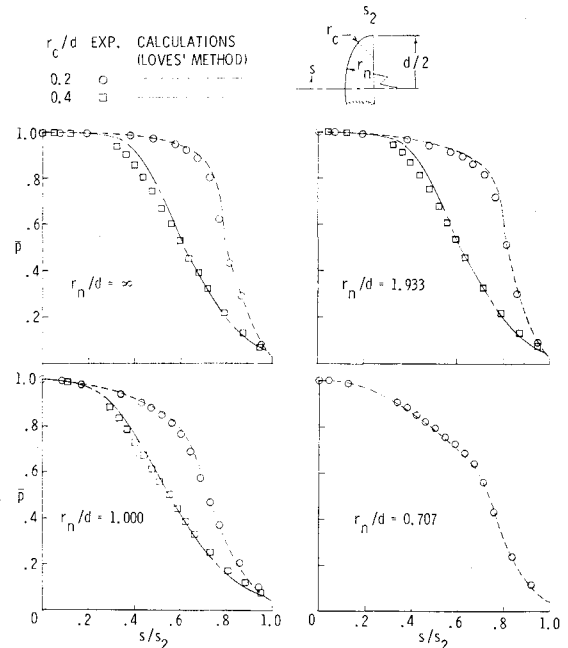 r_c/d EXP. CALCULATIONS
(LOVES' METHOD)
0.2
0.4
s_2
r_c
r_n
d/2
s
1.0
.8
.6
.4
.2
p̅
r_n/d = ∞
r_n/d = 1.933
1.0
.8
.6
.4
.2
p̅
r_n/d = 1.000
r_n/d = 0.707
0 .2 .4 .6 .8 1.0
s/s_2
0 .2 .4 .6 .8 1.0
s/s_2